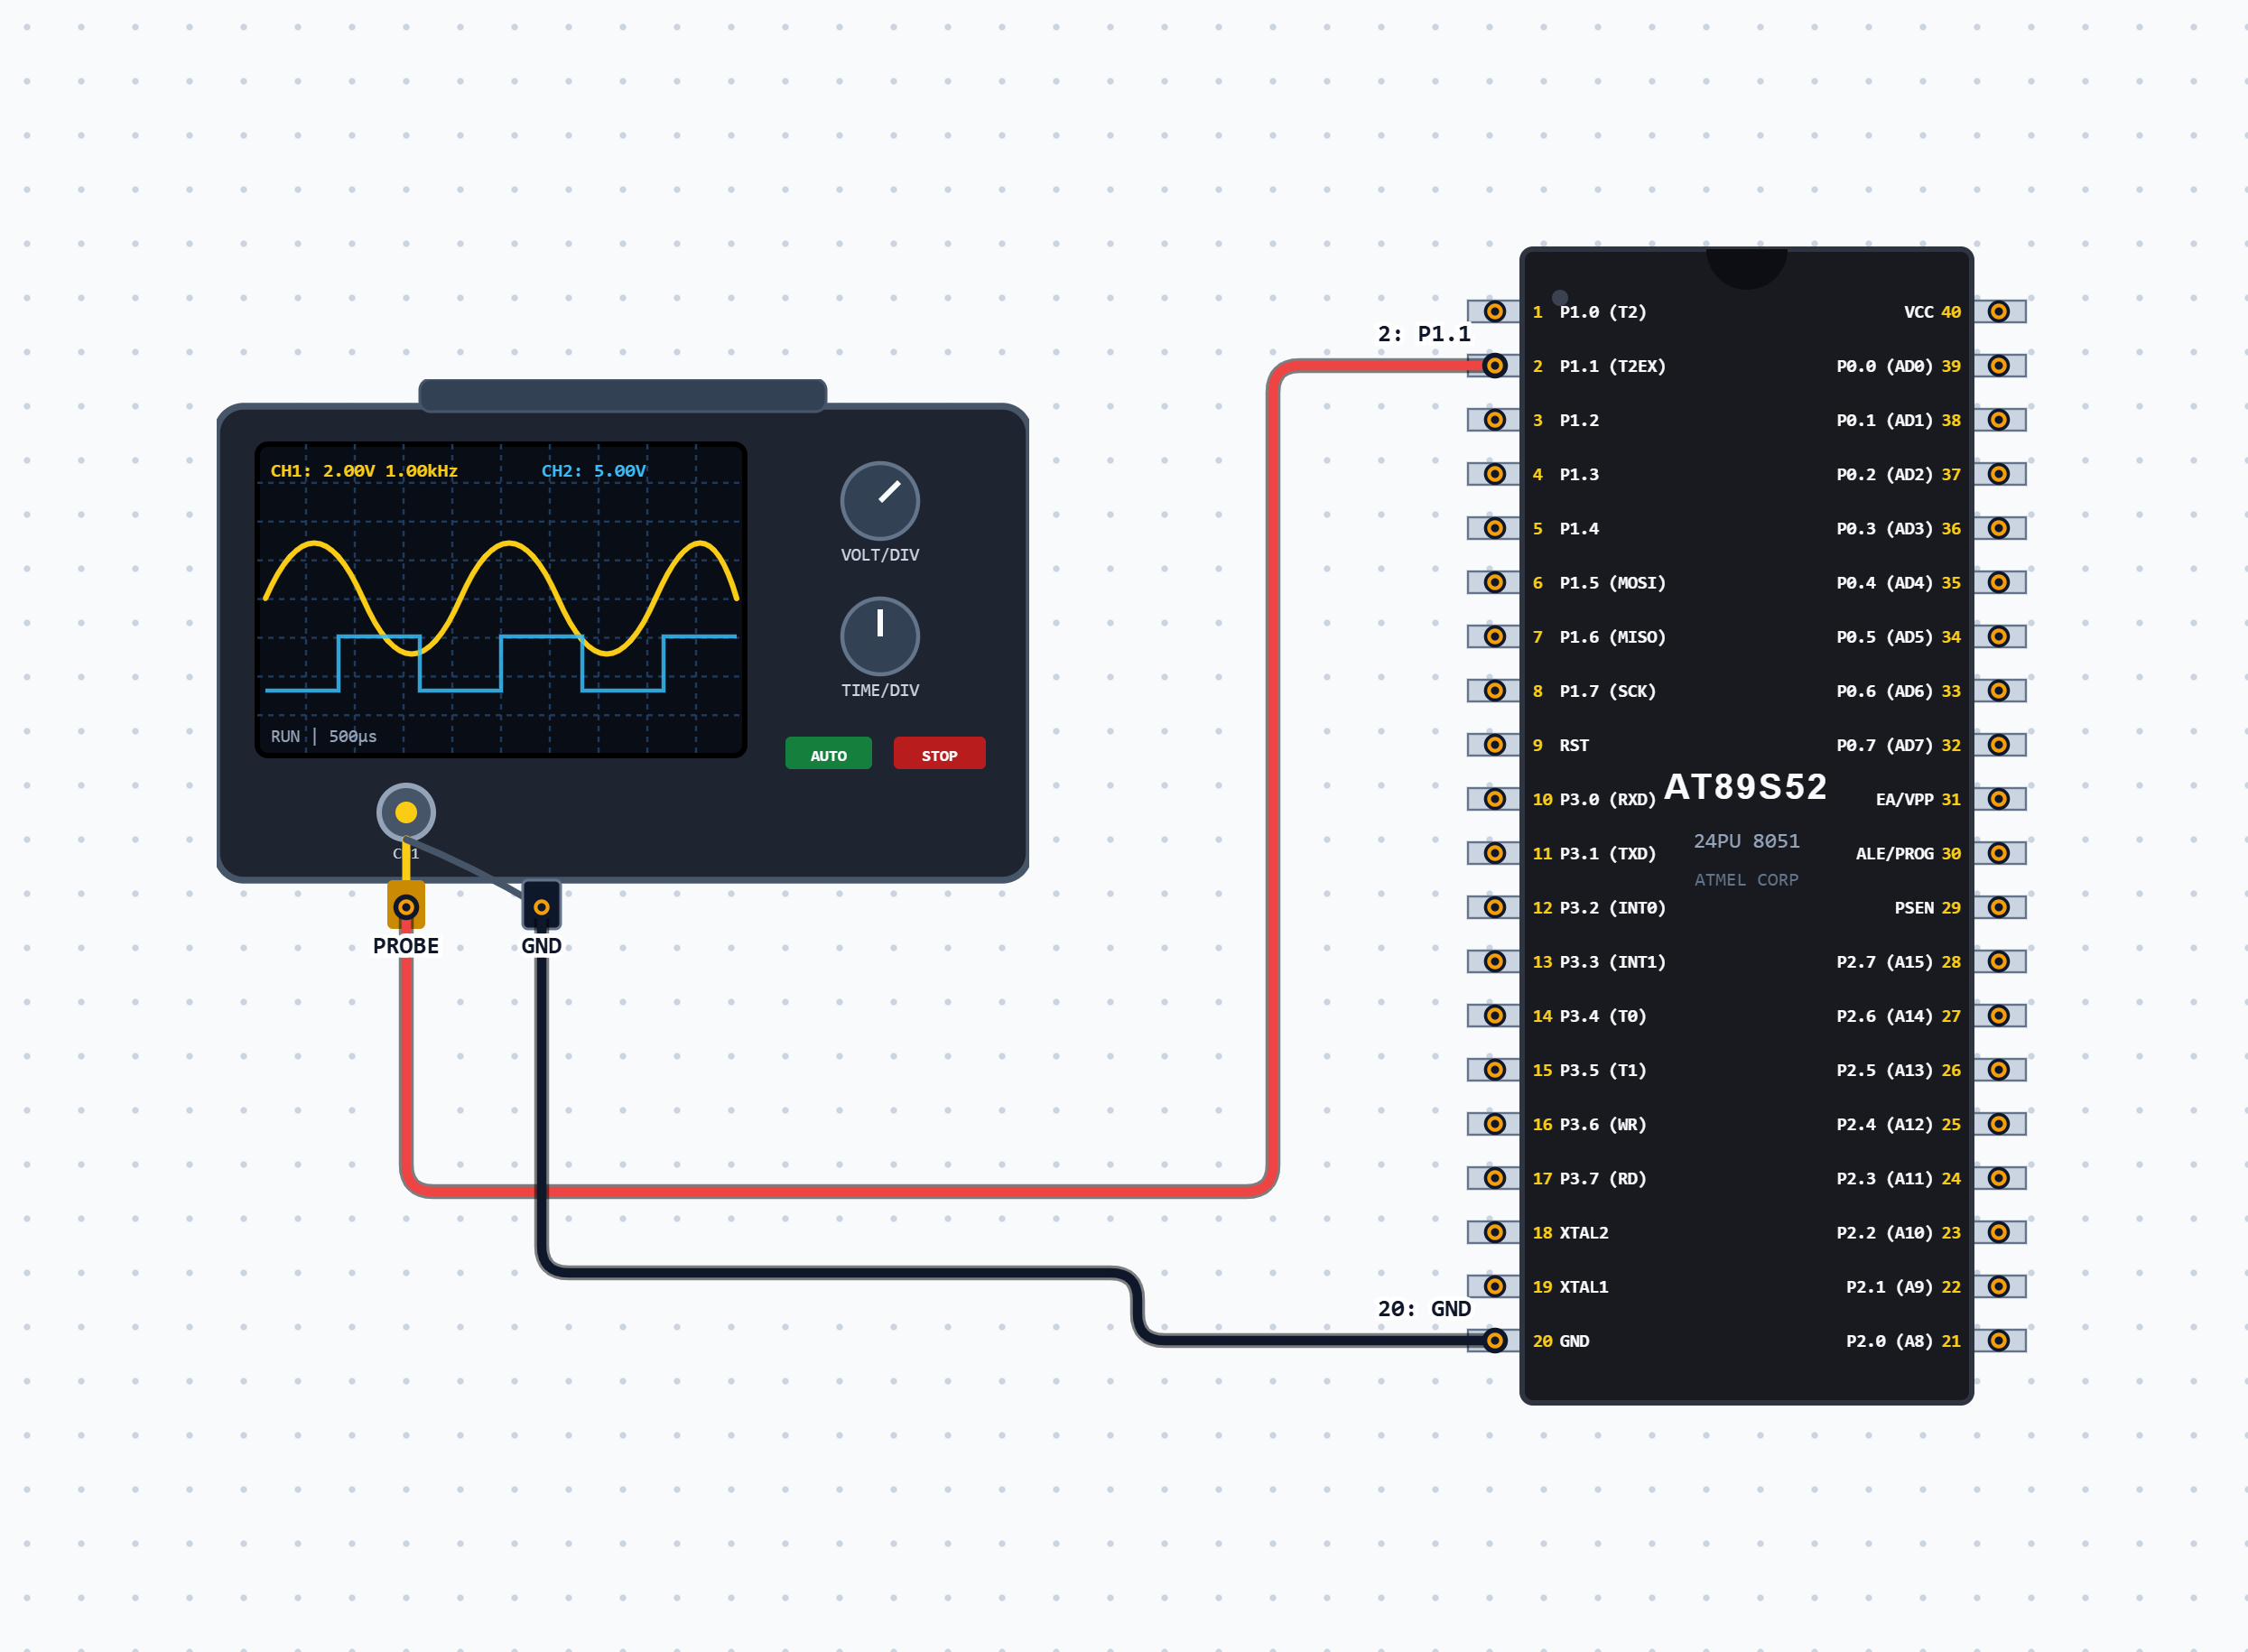 CH1: 2.00V 1.00kHz
CH2: 5.00V
RUN | 500µs
VOLT/DIV
TIME/DIV
AUTO
STOP
PROBE
GND
2: P1.1
20: GND
1 P1.0 (T2)
2 P1.1 (T2EX)
3 P1.2
4 P1.3
5 P1.4
6 P1.5 (MOSI)
7 P1.6 (MISO)
8 P1.7 (SCK)
9 RST
10 P3.0 (RXD)
11 P3.1 (TXD)
12 P3.2 (INT0)
13 P3.3 (INT1)
14 P3.4 (T0)
15 P3.5 (T1)
16 P3.6 (WR)
17 P3.7 (RD)
18 XTAL2
19 XTAL1
20 GND
AT89S52
24PU 8051
ATMEL CORP
VCC 40
P0.0 (AD0) 39
P0.1 (AD1) 38
P0.2 (AD2) 37
P0.3 (AD3) 36
P0.4 (AD4) 35
P0.5 (AD5) 34
P0.6 (AD6) 33
P0.7 (AD7) 32
EA/VPP 31
ALE/PROG 30
PSEN 29
P2.7 (A15) 28
P2.6 (A14) 27
P2.5 (A13) 26
P2.4 (A12) 25
P2.3 (A11) 24
P2.2 (A10) 23
P2.1 (A9) 22
P2.0 (A8) 21